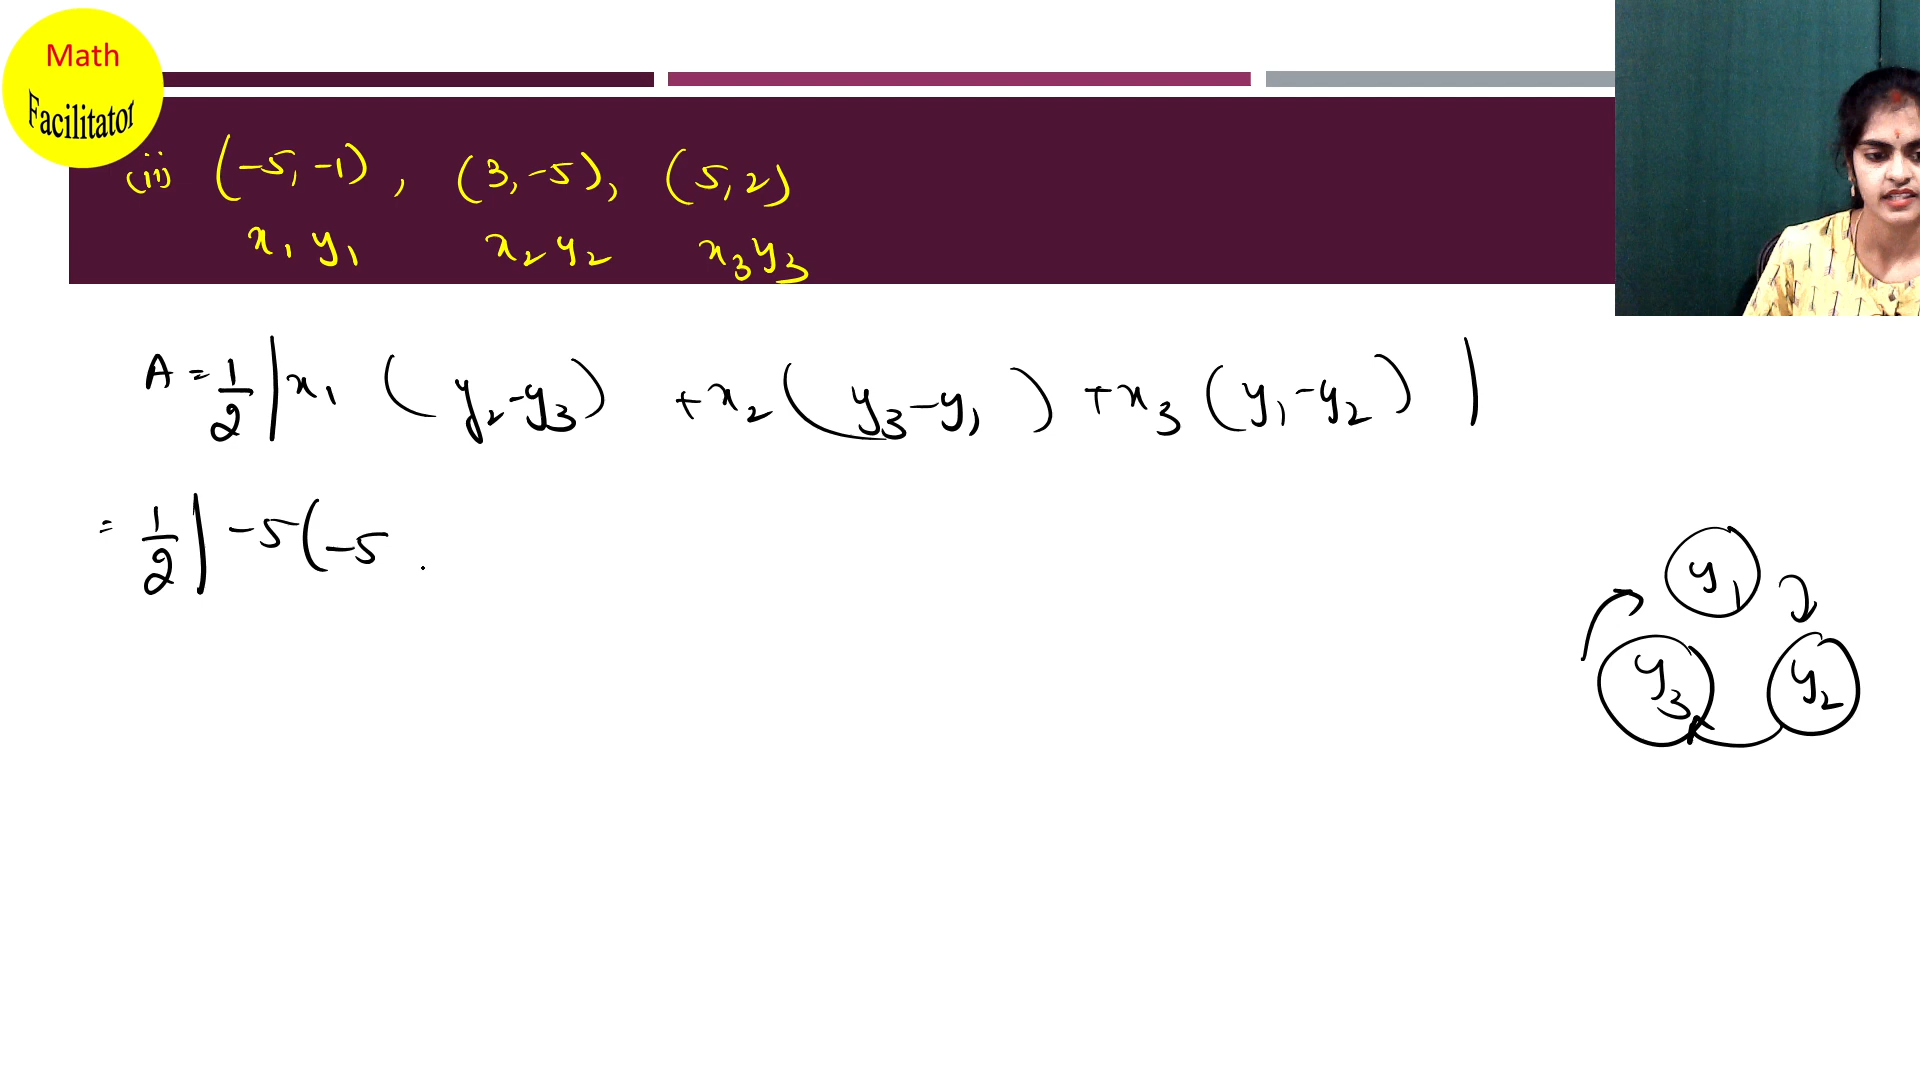 Math
Facilitator
(ii) (-5, -1), (3, -5), (5, 2)
x₁ y₁ x₂ y₂ x₃ y₃
A = 1/2 | x₁ (y₂-y₃) + x₂ (y₃-y₁) + x₃ (y₁-y₂) |
= 1/2 | -5 (-5
y₁
y₃ y₂